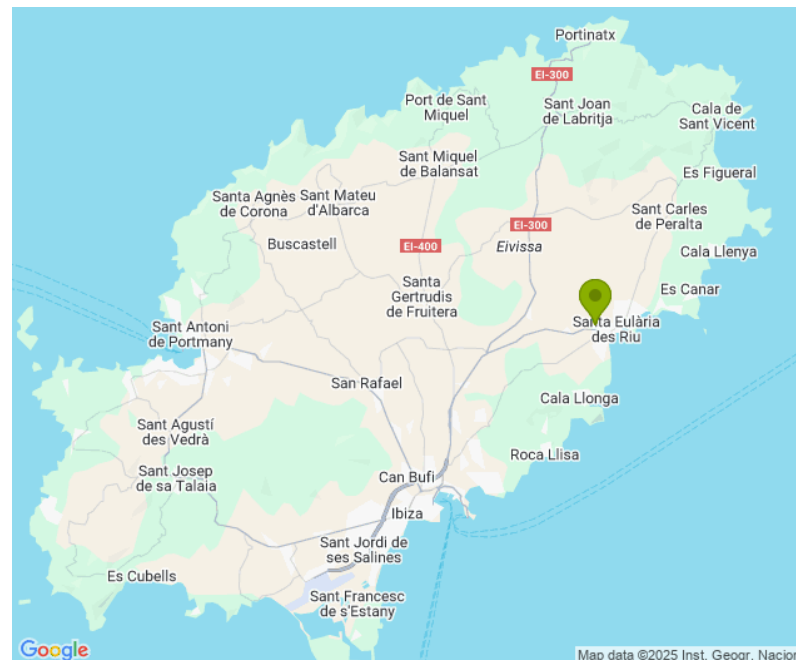 Portinatx
EI-300
Port de Sant
Miquel
Sant Joan
de Labritja
Cala de
Sant Vicent
Sant Miquel
de Balansat
Es Figueral
Santa Agnès
de Corona
Sant Mateu
d'Albarca
Sant Carles
de Peralta
EI-300
Buscastell
EI-400
Eivissa
Cala Llenya
Santa
Gertrudis
de Fruitera
Es Canar
Sant Antoni
de Portmany
Santa Eulària
des Riu
San Rafael
Cala Llonga
Sant Agustí
des Vedrà
Roca Llisa
Sant Josep
de sa Talaia
Can Bufi
Ibiza
Sant Jordi de
ses Salines
Es Cubells
Sant Francesc
de s'Estany
Google
Map data ©2025 Inst. Geogr. Nacion